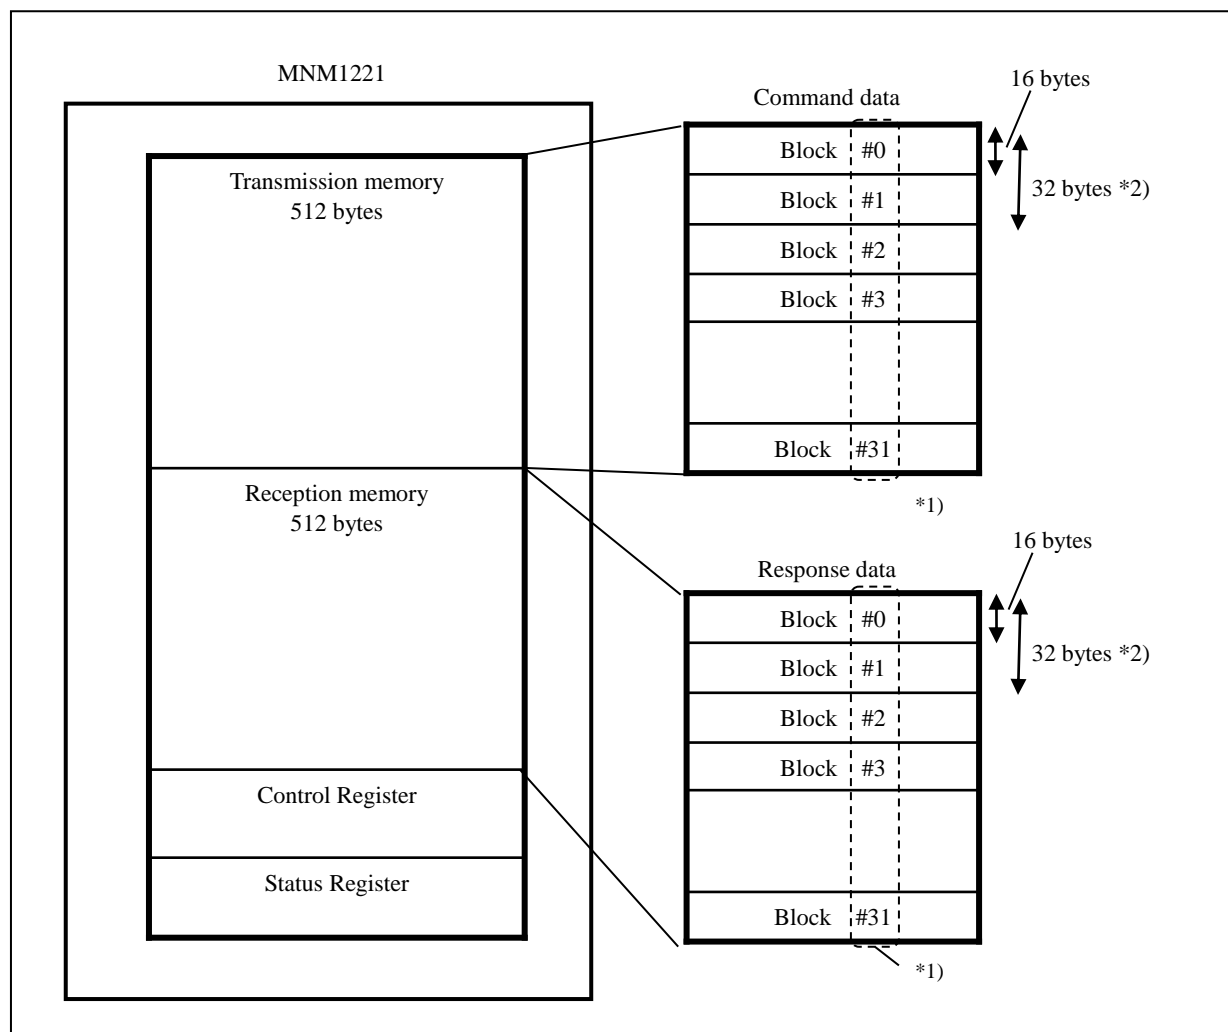 MNM1221
Transmission memory
512 bytes
Reception memory
512 bytes
Control Register
Status Register
16 bytes
Command data
Block #0
32 bytes *2)
Block #1
Block #2
Block #3
Block #31
*1)
16 bytes
Response data
Block #0
32 bytes *2)
Block #1
Block #2
Block #3
Block #31
*1)